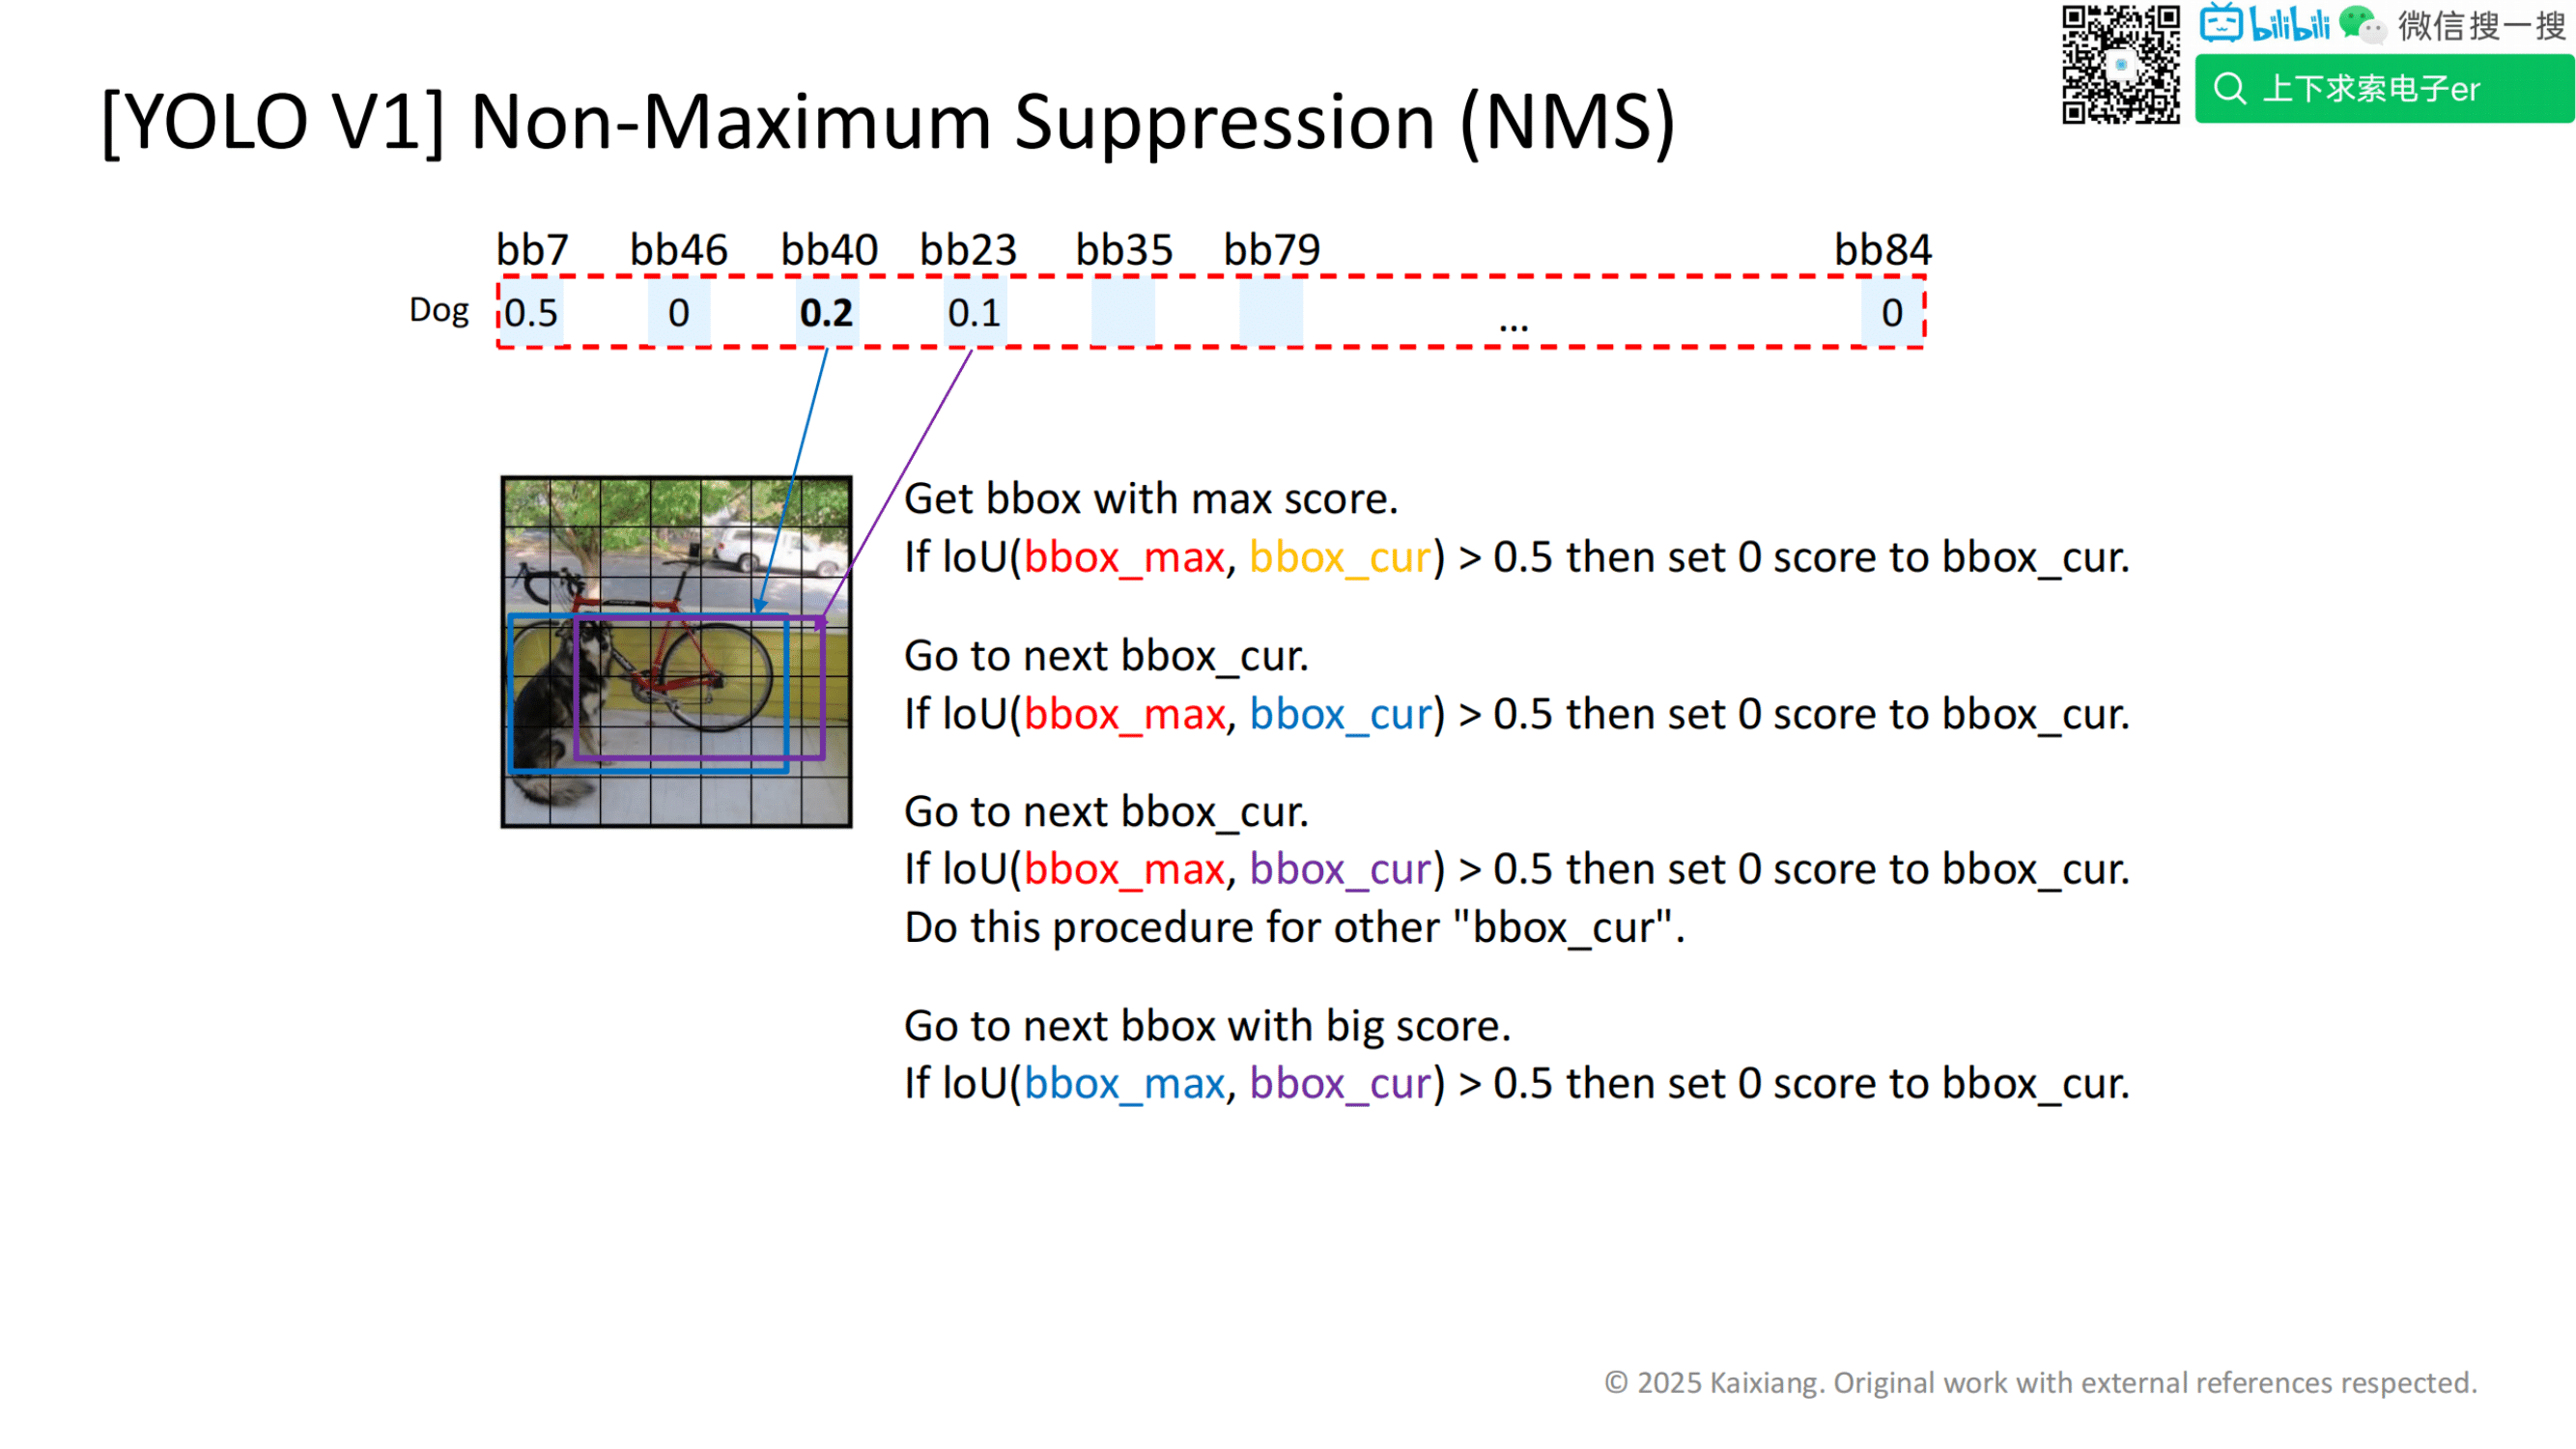 bilibili 微信搜一搜
上下求索电子er
[YOLO V1] Non-Maximum Suppression (NMS)
bb7 bb46 bb40 bb23 bb35 bb79 bb84
Dog 0.5 0 0.2 0.1 ... 0
Get bbox with max score.
If IoU(bbox_max, bbox_cur) > 0.5 then set 0 score to bbox_cur.
Go to next bbox_cur.
If IoU(bbox_max, bbox_cur) > 0.5 then set 0 score to bbox_cur.
Go to next bbox_cur.
If IoU(bbox_max, bbox_cur) > 0.5 then set 0 score to bbox_cur.
Do this procedure for other "bbox_cur".
Go to next bbox with big score.
If IoU(bbox_max, bbox_cur) > 0.5 then set 0 score to bbox_cur.
© 2025 Kaixiang. Original work with external references respected.